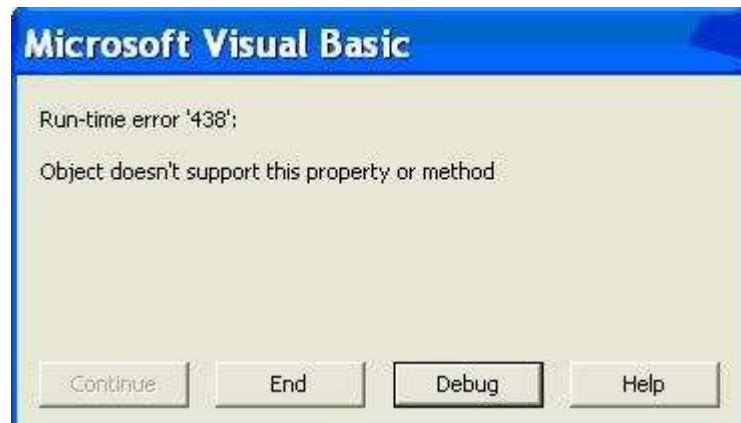 Microsoft Visual Basic
Run-time error '438':
Object doesn't support this property or method
Continue End Debug Help